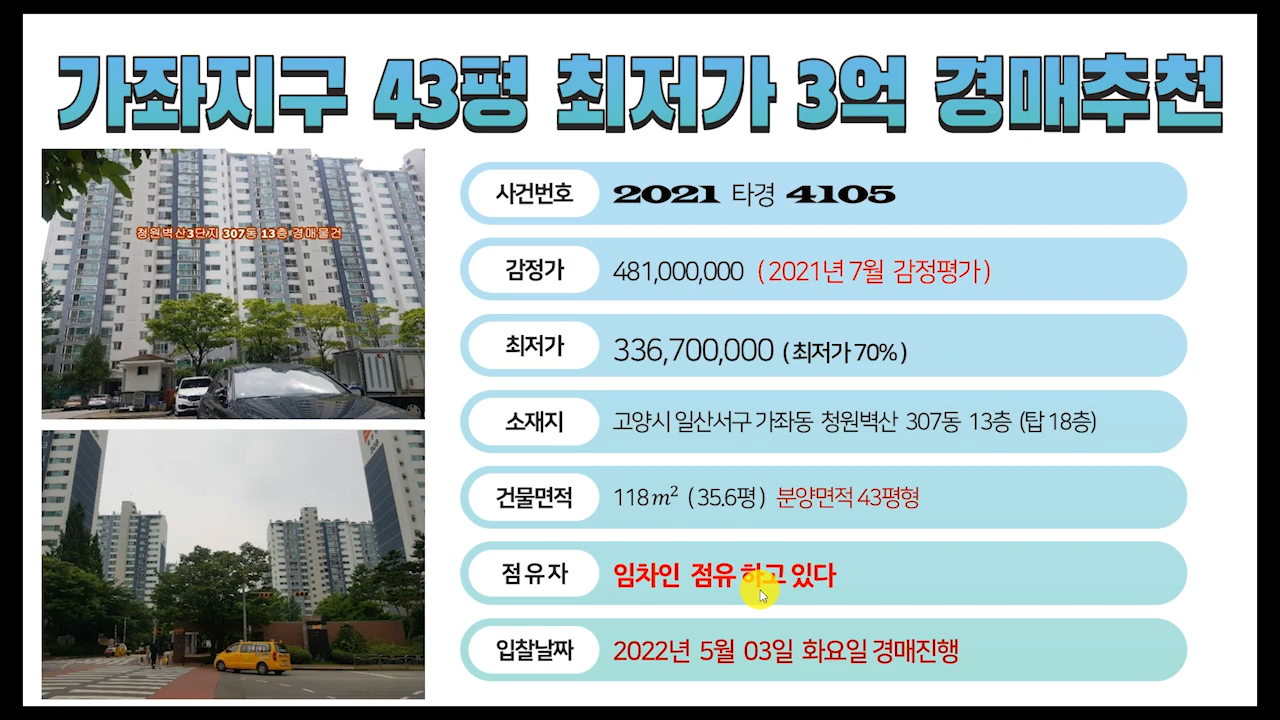 가좌지구 43평 최저가 3억 경매추천
청원벽산3단지 307동 13층 경매물건
사건번호 2021 타경 4105
감정가 481,000,000 (2021년 7월 감정평가)
최저가 336,700,000 (최저가 70%)
소재지 고양시 일산서구 가좌동 청원벽산 307동 13층 (탑 18층)
건물면적 118m² (35.6평) 분양면적 43평형
점유자 임차인 점유 하고 있다
입찰날짜 2022년 5월 03일 화요일 경매진행